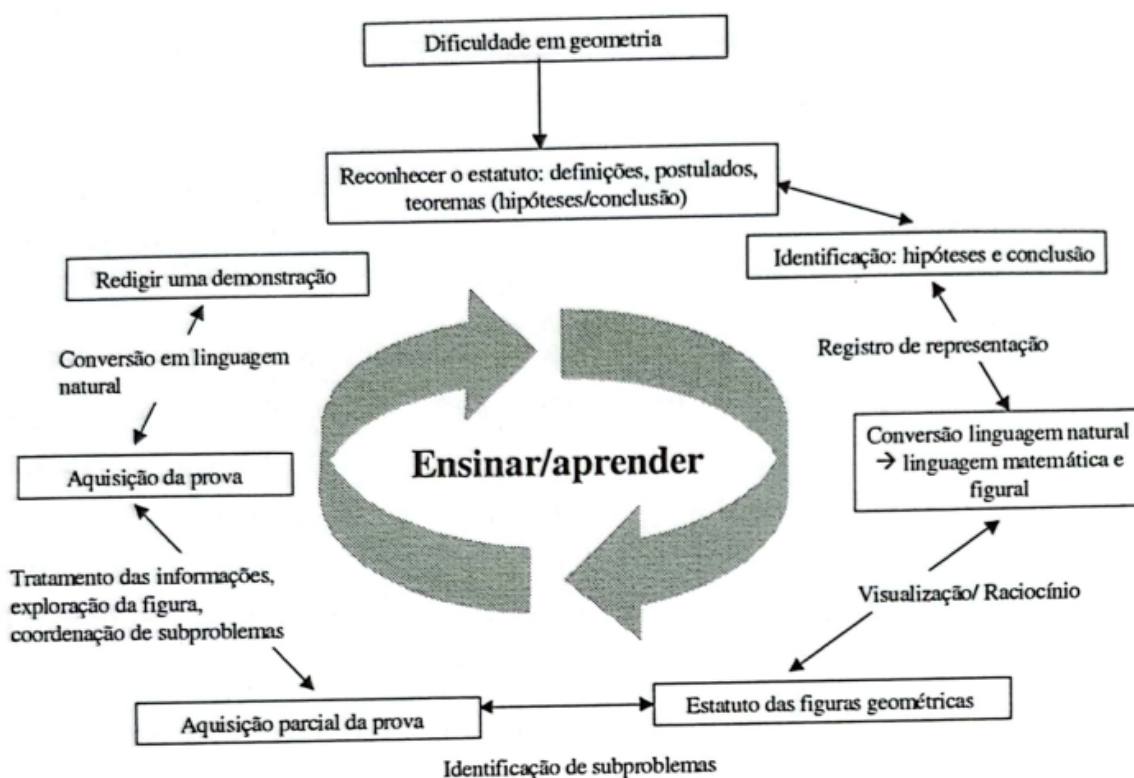 Dificuldade em geometria
Reconhecer o estatuto: definições, postulados,
teoremas (hipóteses/conclusão)
Identificação: hipóteses e conclusão
Redigir uma demonstração
Registro de representação
Conversão em linguagem
natural
Conversão linguagem natural
→ linguagem matemática e
figural
Ensinar/aprender
Aquisição da prova
Tratamento das informações,
exploração da figura,
coordenação de subproblemas
Visualização/ Raciocínio
Estatuto das figuras geométricas
Aquisição parcial da prova
Identificação de subproblemas